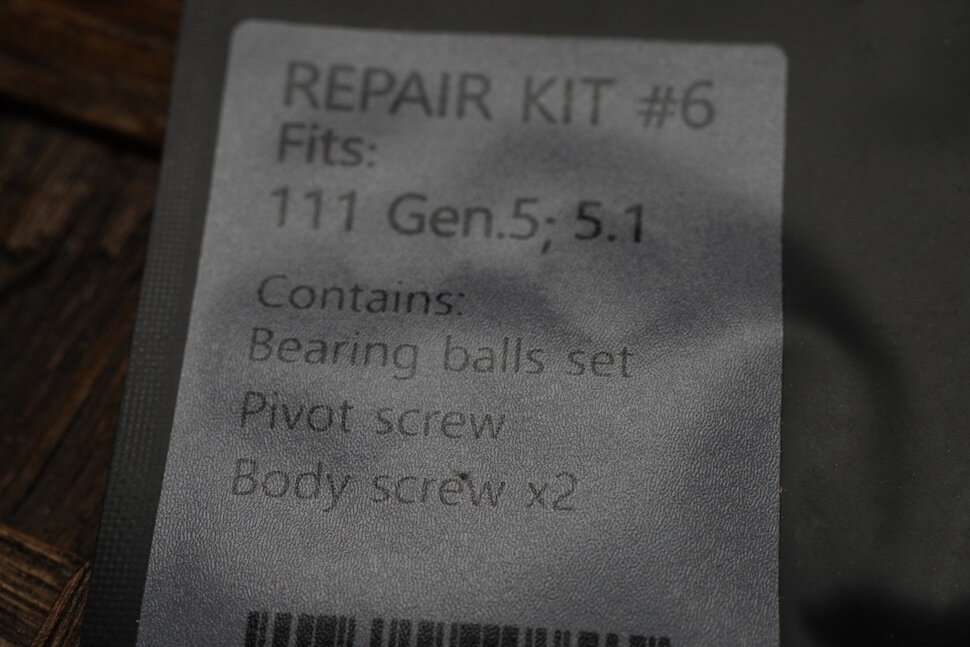 REPAIR KIT #6
Fits:
111 Gen.5; 5.1
Contains:
Bearing balls set
Pivot screw
Body screw x2